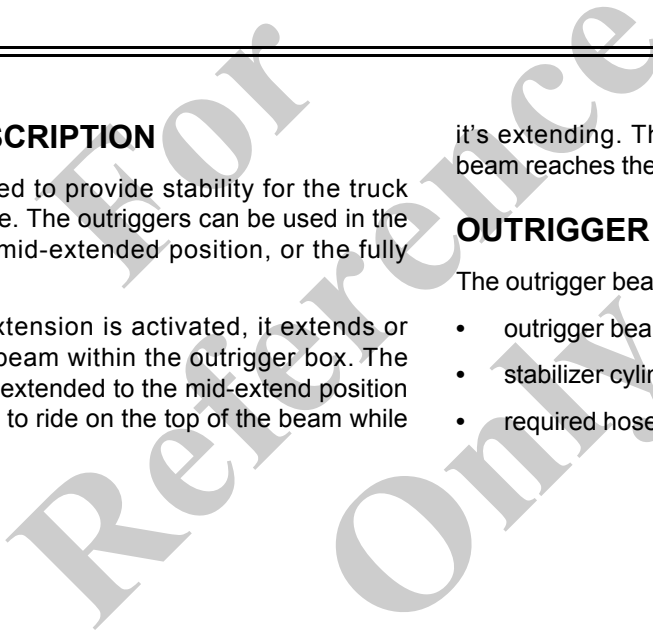 SCRIPTION
ed to provide stability for the truck
e. The outriggers can be used in the
mid-extended position, or the fully
xtension is activated, it extends or
beam within the outrigger box. The
extended to the mid-extend position
to ride on the top of the beam while
it's extending. Th
beam reaches the
OUTRIGGER
The outrigger bea
• outrigger bea
• stabilizer cylin
• required hose
For
Reference
Only